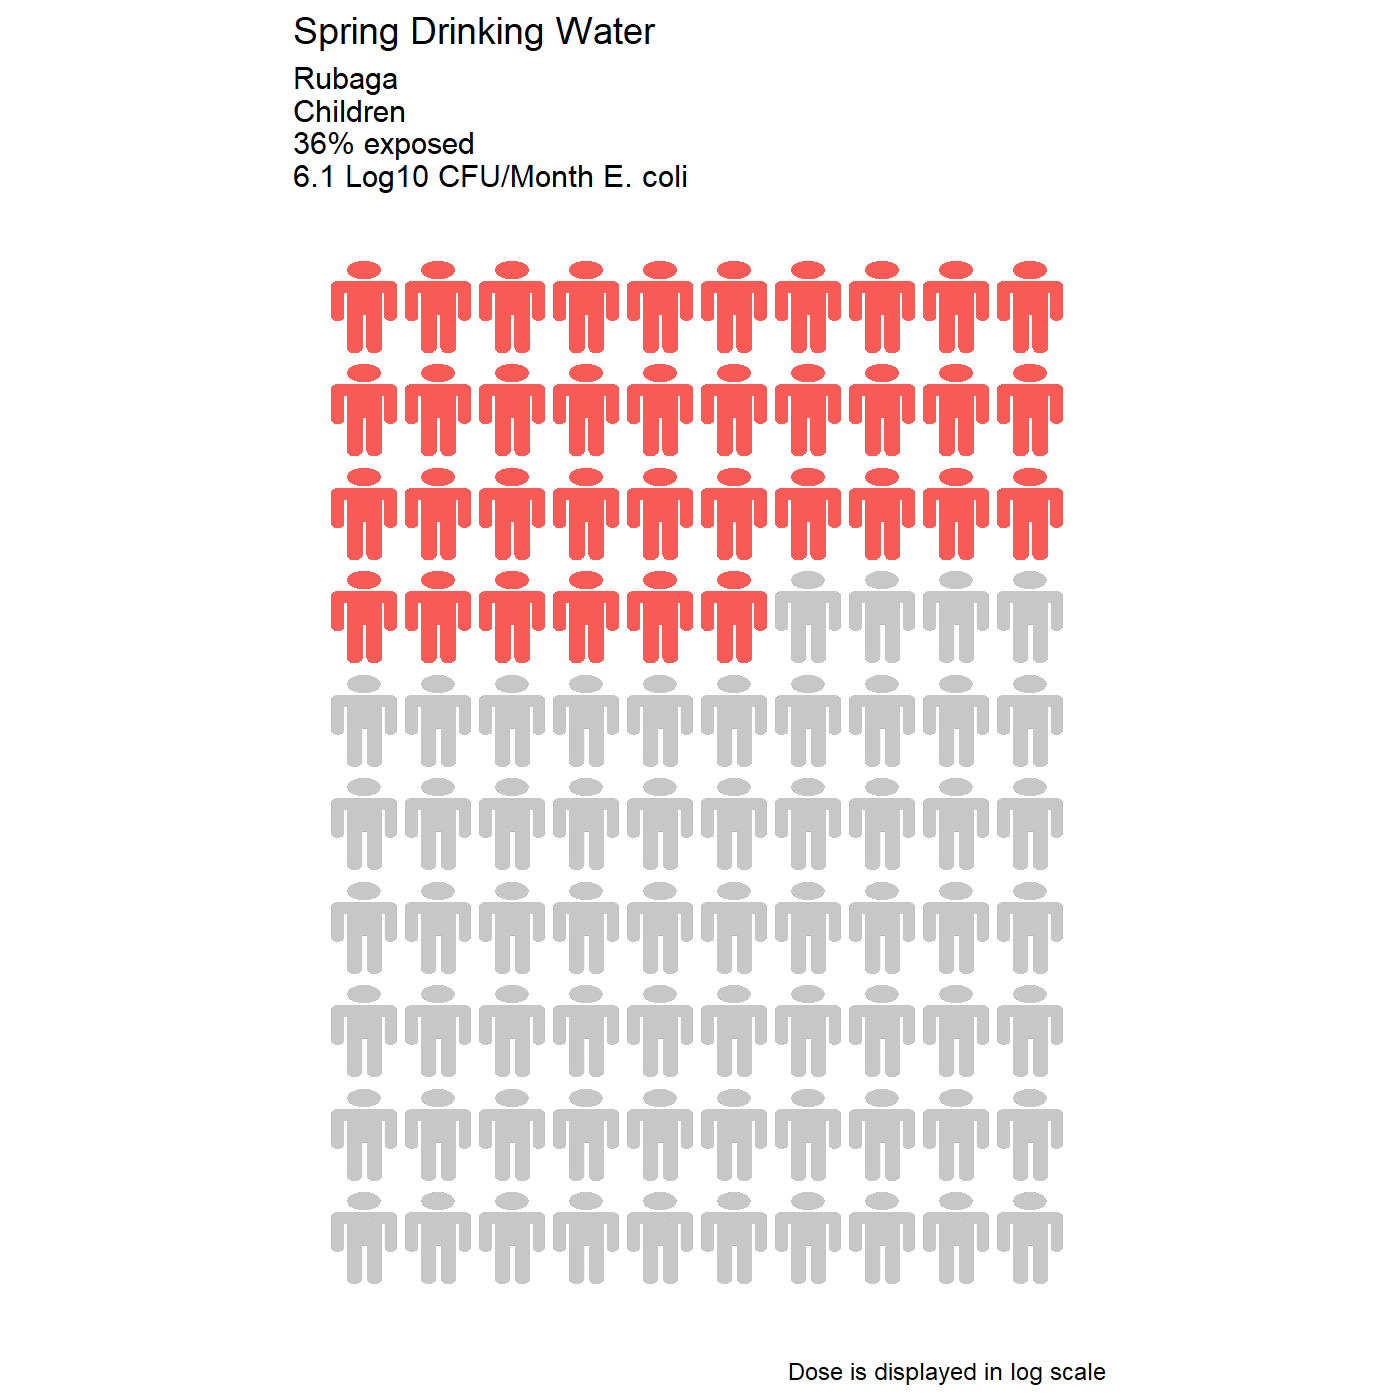 Spring Drinking Water
Rubaga
Children
36% exposed
6.1 Log10 CFU/Month E. coli
Dose is displayed in log scale